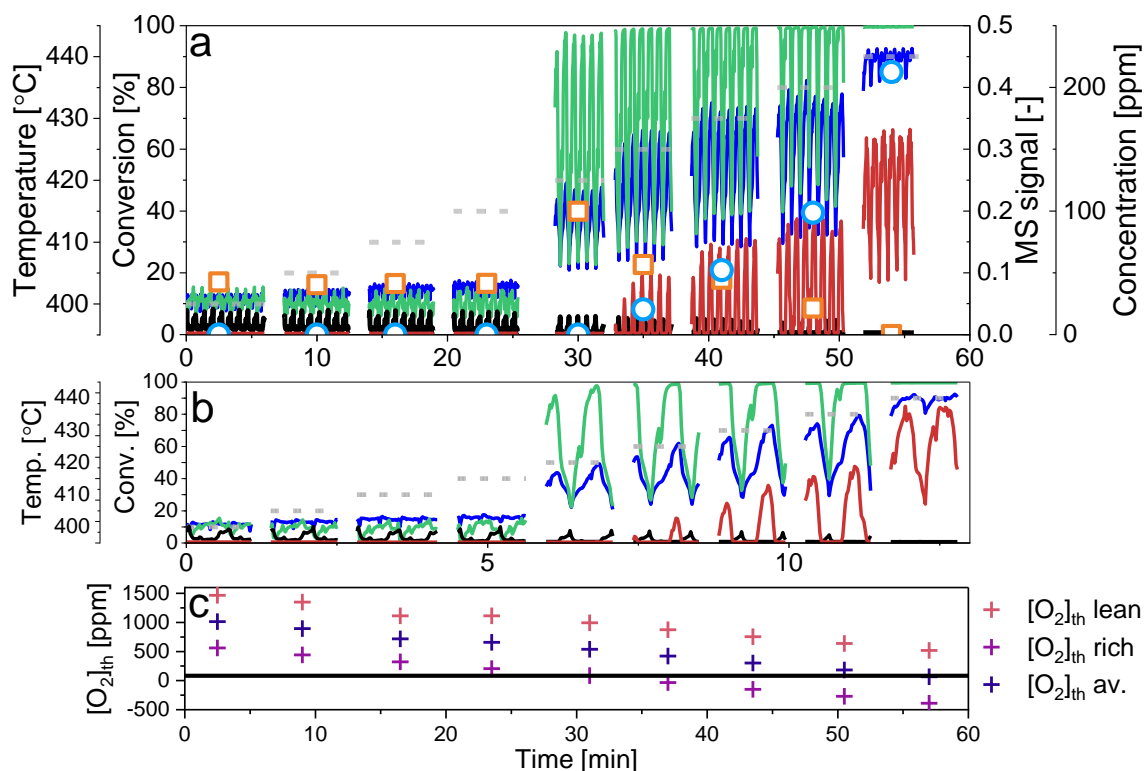 a
Temperature [°C]
440
430
420
410
400
Conversion [%]
100
80
60
40
20
0
0 10 20 30 40 50 60
0.5
0.4
0.3
0.2
0.1
0.0
MS signal [-]
200
100
0
Concentration [ppm]
b
Temp. [°C]
440
430
420
410
400
Conv. [%]
100
80
60
40
20
0
0 5 10
c
[O₂]th [ppm]
1500
1000
500
0
-500
0 10 20 30 40 50 60
Time [min]
[O₂]th lean
[O₂]th rich
[O₂]th av.